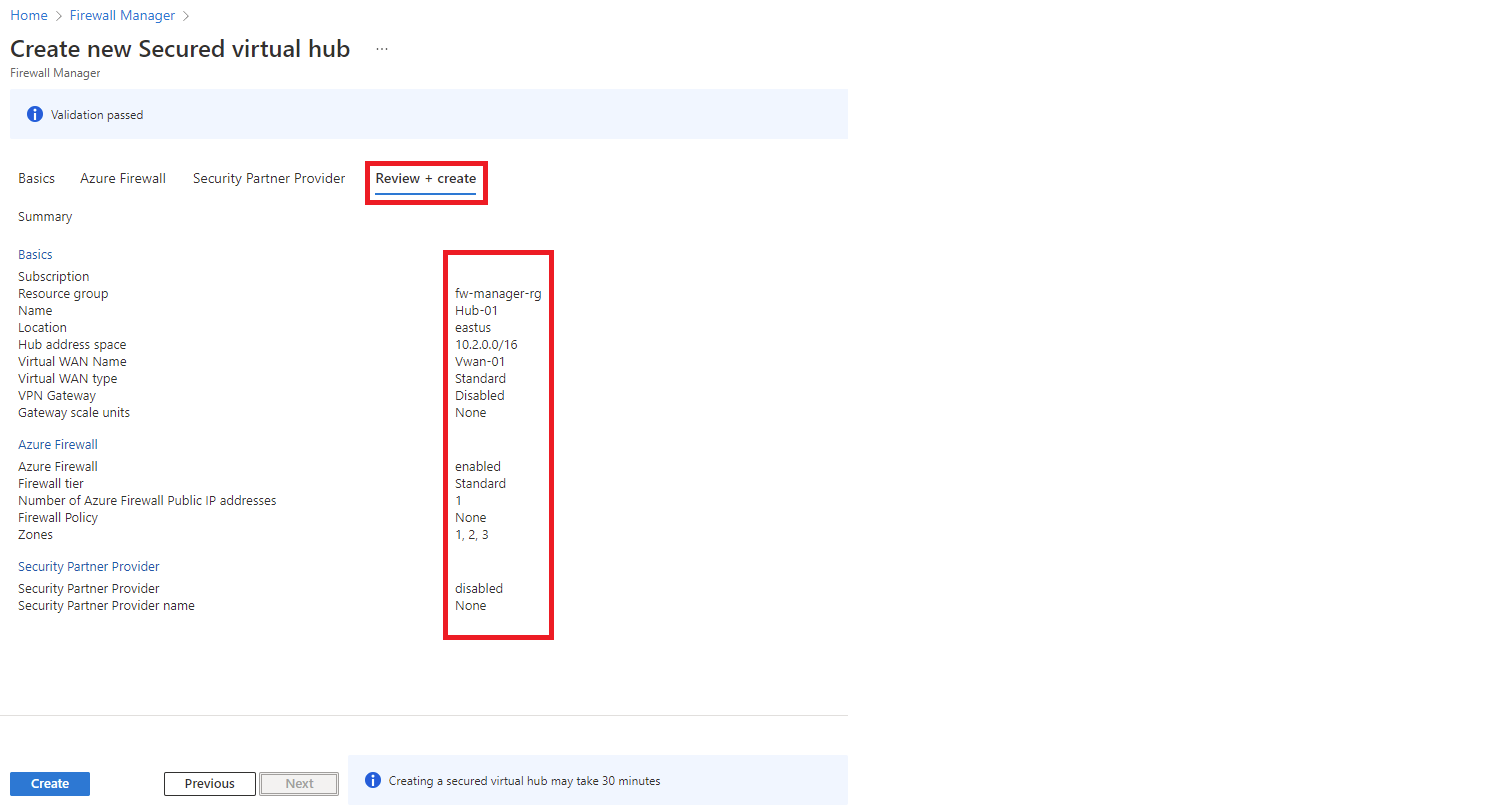 Home > Firewall Manager >
Create new Secured virtual hub ...
Firewall Manager
Validation passed
Basics Azure Firewall Security Partner Provider Review + create
Summary
Basics
Subscription
Resource group fw-manager-rg
Name Hub-01
Location eastus
Hub address space 10.2.0.0/16
Virtual WAN Name Vwan-01
Virtual WAN type Standard
VPN Gateway Disabled
Gateway scale units None
Azure Firewall
Azure Firewall enabled
Firewall tier Standard
Number of Azure Firewall Public IP addresses 1
Firewall Policy None
Zones 1, 2, 3
Security Partner Provider
Security Partner Provider disabled
Security Partner Provider name None
Create Previous Next Creating a secured virtual hub may take 30 minutes